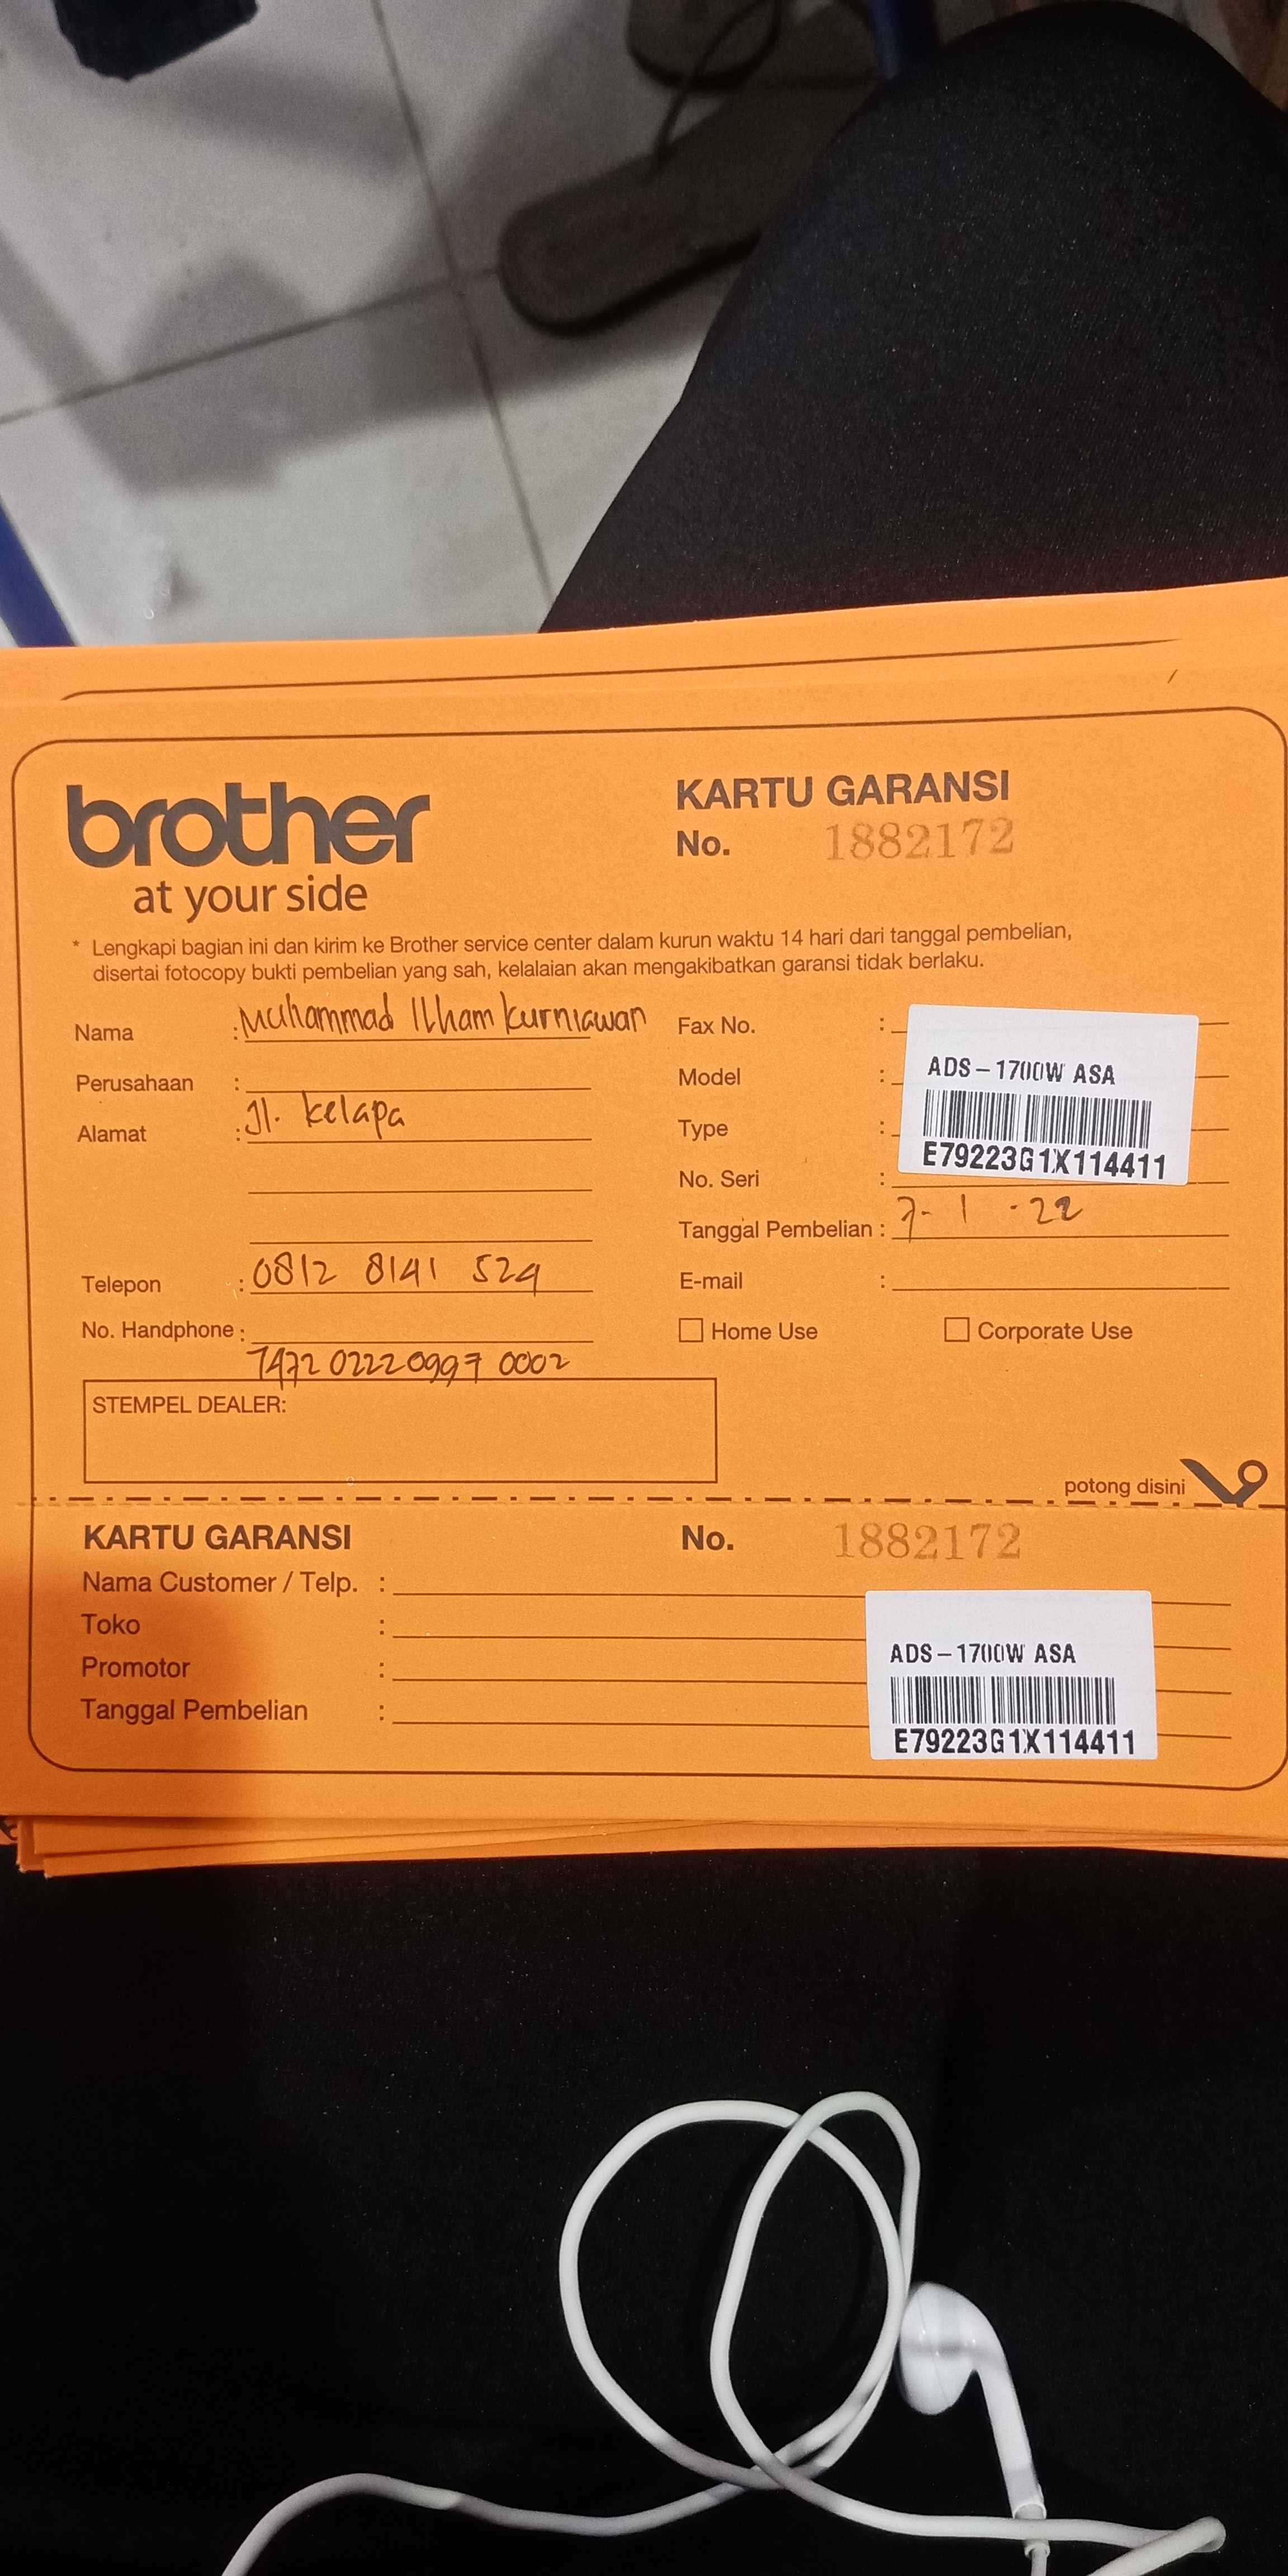 brother
at your side
KARTU GARANSI
No. 1882172
* Lengkapi bagian ini dan kirim ke Brother service center dalam kurun waktu 14 hari dari tanggal pembelian,
disertai fotocopy bukti pembelian yang sah, kelalaian akan mengakibatkan garansi tidak berlaku.
Nama : Muhammad Ilham Kurniawan
Perusahaan :
Alamat : Jl. Kelapa
Telepon : 0812 8141 524
No. Handphone :
7472 02220997 0002
STEMPEL DEALER:
Fax No. :
Model :
ADS-1700W ASA
Type :
E79223G1X114411
No. Seri :
Tanggal Pembelian : 7- 1 -22
E-mail :
Home Use
Corporate Use
potong disini
KARTU GARANSI
No. 1882172
Nama Customer / Telp. :
Toko :
Promotor :
Tanggal Pembelian :
ADS-1700W ASA
E79223G1X114411